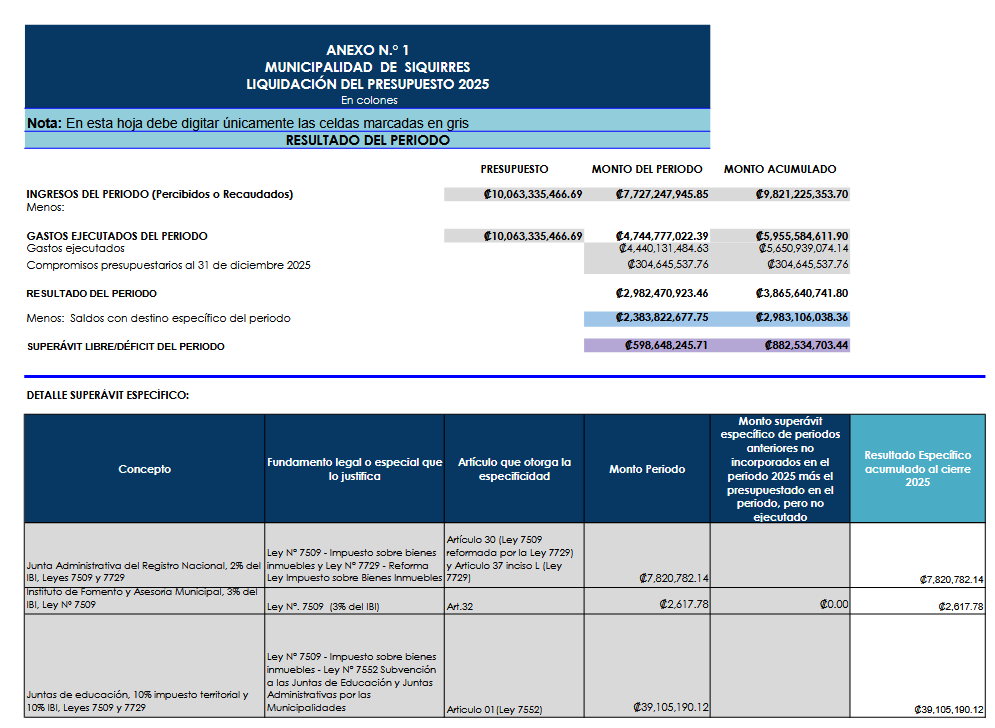 ANEXO N.° 1
MUNICIPALIDAD DE SIQUIRRES
LIQUIDACIÓN DEL PRESUPUESTO 2025
En colones
Nota: En esta hoja debe digitar únicamente las celdas marcadas en gris
RESULTADO DEL PERIODO
PRESUPUESTO MONTO DEL PERIODO MONTO ACUMULADO
INGRESOS DEL PERIODO (Percibidos o Recaudados) ₡10,063,335,466.69 ₡7,727,247,945.85 ₡9,821,225,353.70
Menos:
GASTOS EJECUTADOS DEL PERIODO ₡10,063,335,466.69 ₡4,744,777,022.39 ₡5,955,584,611.90
Gastos ejecutados ₡4,440,131,484.63 ₡5,650,939,074.14
Compromisos presupuestarios al 31 de diciembre 2025 ₡304,645,537.76 ₡304,645,537.76
RESULTADO DEL PERIODO ₡2,982,470,923.46 ₡3,865,640,741.80
Menos: Saldos con destino específico del periodo ₡2,383,822,677.75 ₡2,983,106,038.36
SUPERÁVIT LIBRE/DÉFICIT DEL PERIODO ₡598,648,245.71 ₡882,534,703.44
DETALLE SUPERÁVIT ESPECÍFICO:
Concepto
Fundamento legal o especial que
lo justifica
Artículo que otorga la
especificidad
Monto Periodo
Monto superávit
específico de periodos
anteriores no
incorporados en el
periodo 2025 más el
presupuestado en el
periodo, pero no
ejecutado
Resultado Específico
acumulado al cierre
2025
Junta Administrativa del Registro Nacional, 2% del
IBI, Leyes 7509 y 7729
Ley Nº 7509 - Impuesto sobre bienes
inmuebles y Ley Nº 7729 - Reforma
Ley Impuesto sobre Bienes Inmuebles
Artículo 30 (Ley 7509
reformada por la Ley 7729)
y Artículo 37 inciso L (Ley
7729)
₡7,820,782.14
₡7,820,782.14
Instituto de Fomento y Asesoría Municipal, 3% del
IBI, Ley Nº 7509
Ley Nº. 7509 (3% del IBI)
Art.32
₡2,617.78
₡0.00
₡2,617.78
Juntas de educación, 10% impuesto territorial y
10% IBI, Leyes 7509 y 7729
Ley Nº 7509 - Impuesto sobre bienes
inmuebles - Ley Nº 7552 Subvención
a las Juntas de Educación y Juntas
Administrativas por las
Municipalidades
Articulo 01(Ley 7552)
₡39,105,190.12
₡39,105,190.12